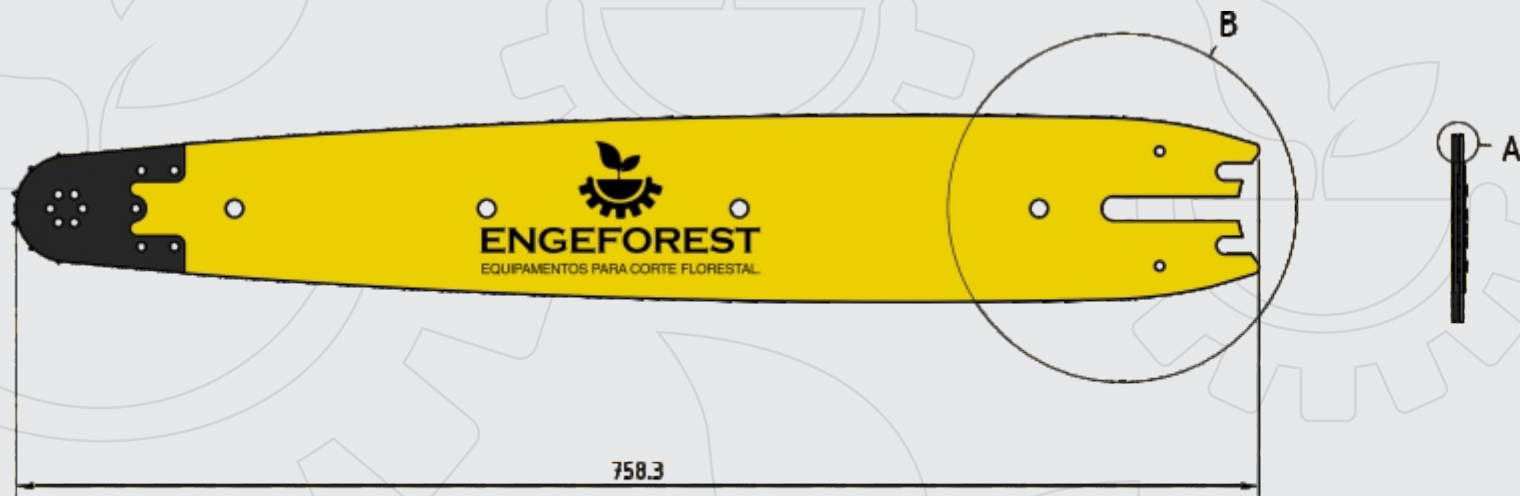 B
A
ENGEFOREST
EQUIPAMENTOS PARA CORTE FLORESTAL
758.3